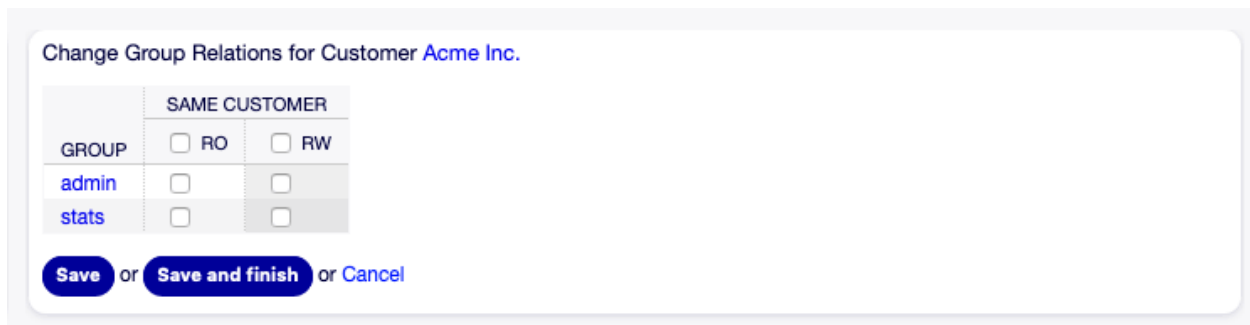 Change Group Relations for Customer Acme Inc.
SAME CUSTOMER
GROUP RO RW
admin
stats
Save or Save and finish or Cancel